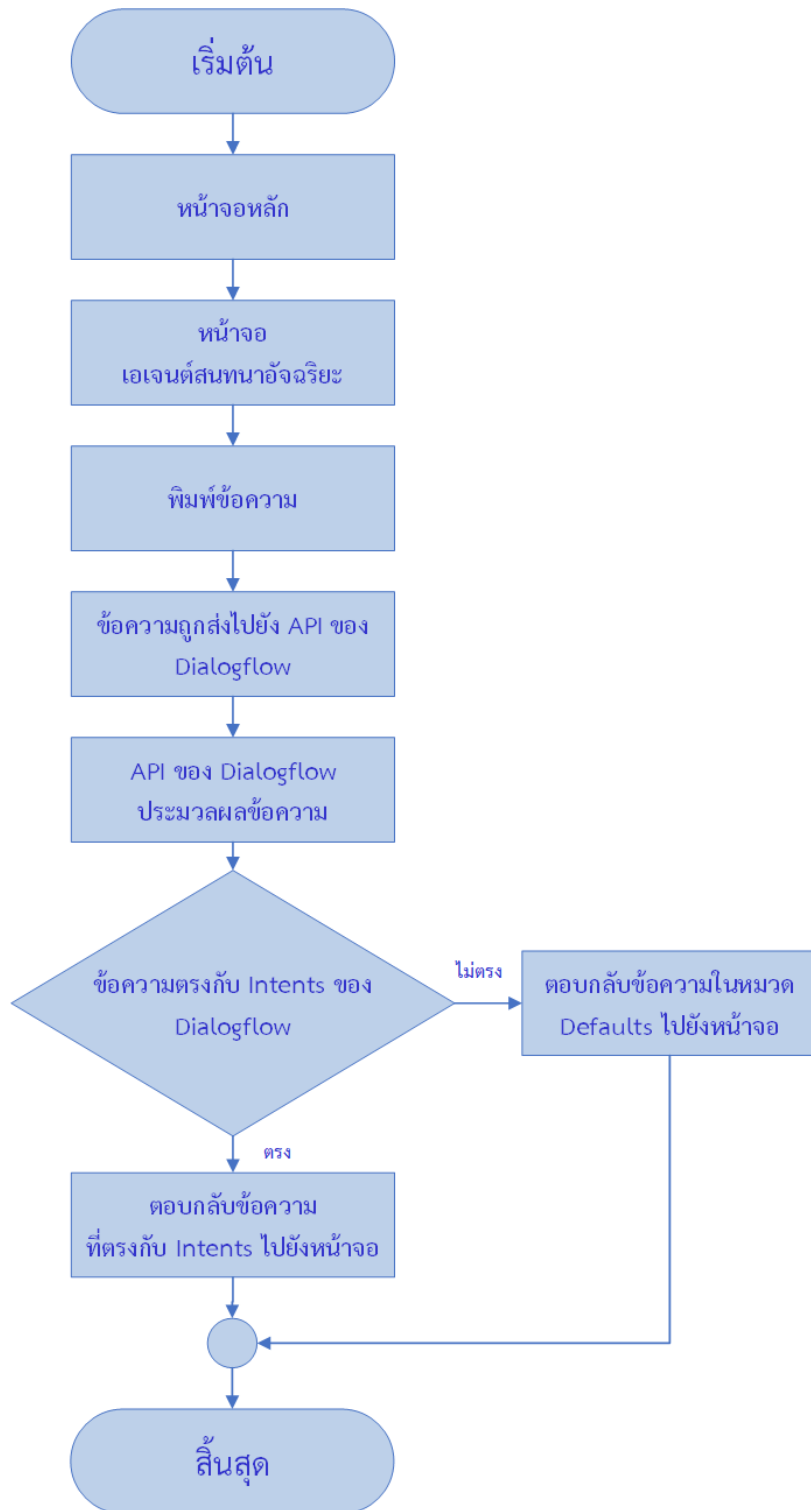 เริ่มต้น
หน้าจอหลัก
หน้าจอ
เอเจนต์สนทนาอัจฉริยะ
พิมพ์ข้อความ
ข้อความถูกส่งไปยัง API ของ
Dialogflow
API ของ Dialogflow
ประมวลผลข้อความ
ข้อความตรงกับ Intents ของ
Dialogflow
ไม่ตรง
ตอบกลับข้อความในหมวด
Defaults ไปยังหน้าจอ
ตรง
ตอบกลับข้อความ
ที่ตรงกับ Intents ไปยังหน้าจอ
สิ้นสุด